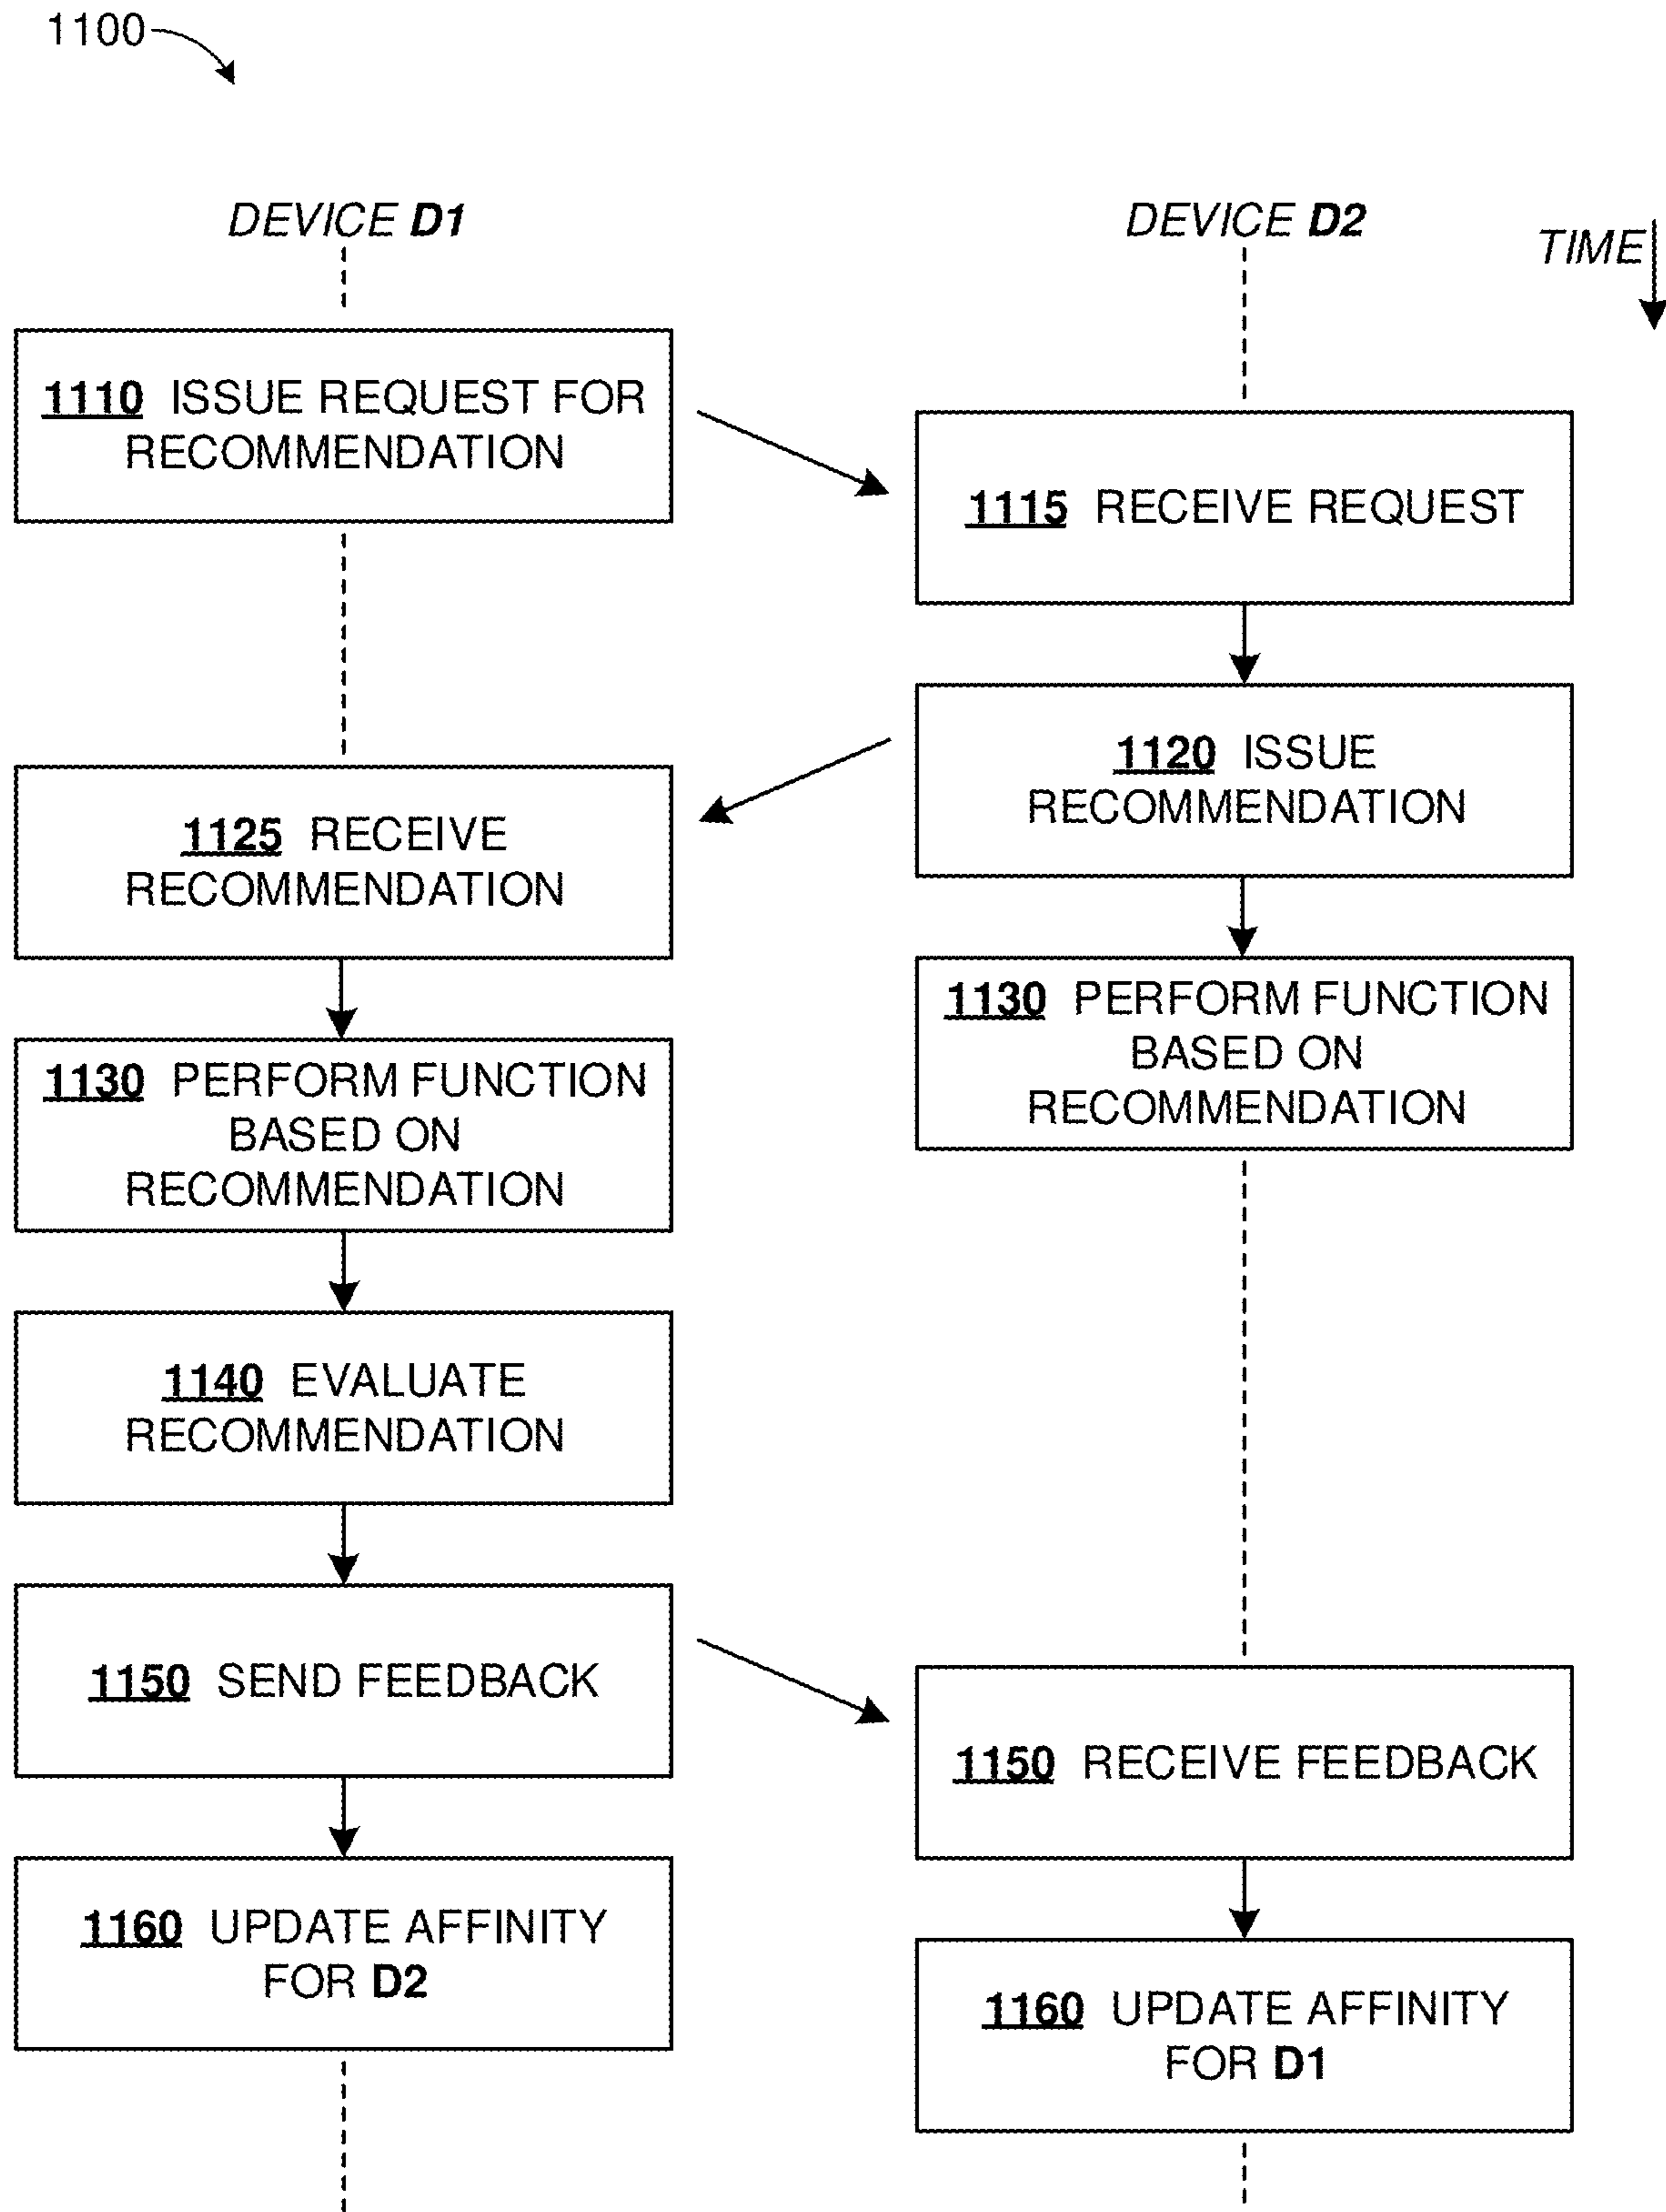 1100
DEVICE D1
DEVICE D2
TIME
1110 ISSUE REQUEST FOR
RECOMMENDATION
1115 RECEIVE REQUEST
1120 ISSUE
RECOMMENDATION
1125 RECEIVE
RECOMMENDATION
1130 PERFORM FUNCTION
BASED ON
RECOMMENDATION
1130 PERFORM FUNCTION
BASED ON
RECOMMENDATION
1140 EVALUATE
RECOMMENDATION
1150 SEND FEEDBACK
1150 RECEIVE FEEDBACK
1160 UPDATE AFFINITY
FOR D2
1160 UPDATE AFFINITY
FOR D1